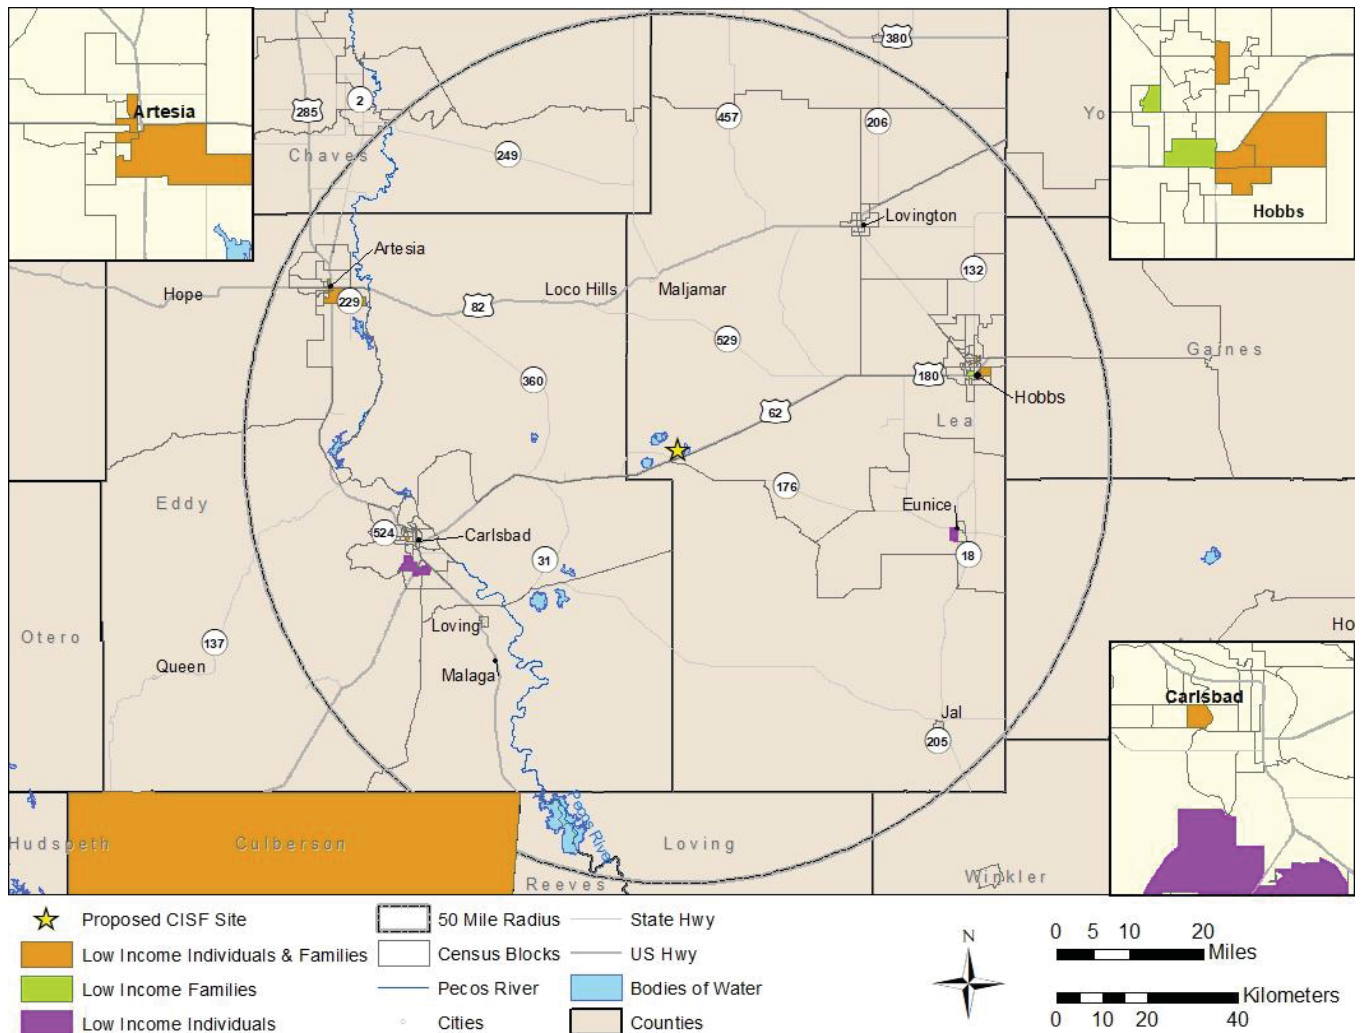 Artesia
Hobbs
Carlsbad
380
285
2
457
206
Yo
Chaves
249
Lovington
Artesia
132
Hope
229
82
Loco Hills
Maljamar
529
Gaines
360
180
Hobbs
62
Lea
176
Eddy
Eunice
524
Carlsbad
31
18
Otero
137
Loving
Ho
Queen
Malaga
Jal
205
Pecos River
Hudspeth
Culberson
Loving
Reeves
Winkler
Proposed CISF Site
Low Income Individuals & Families
Low Income Families
Low Income Individuals
50 Mile Radius
Census Blocks
Pecos River
Cities
State Hwy
US Hwy
Bodies of Water
Counties
N
0 5 10 20
Miles
Kilometers
0 10 20 40